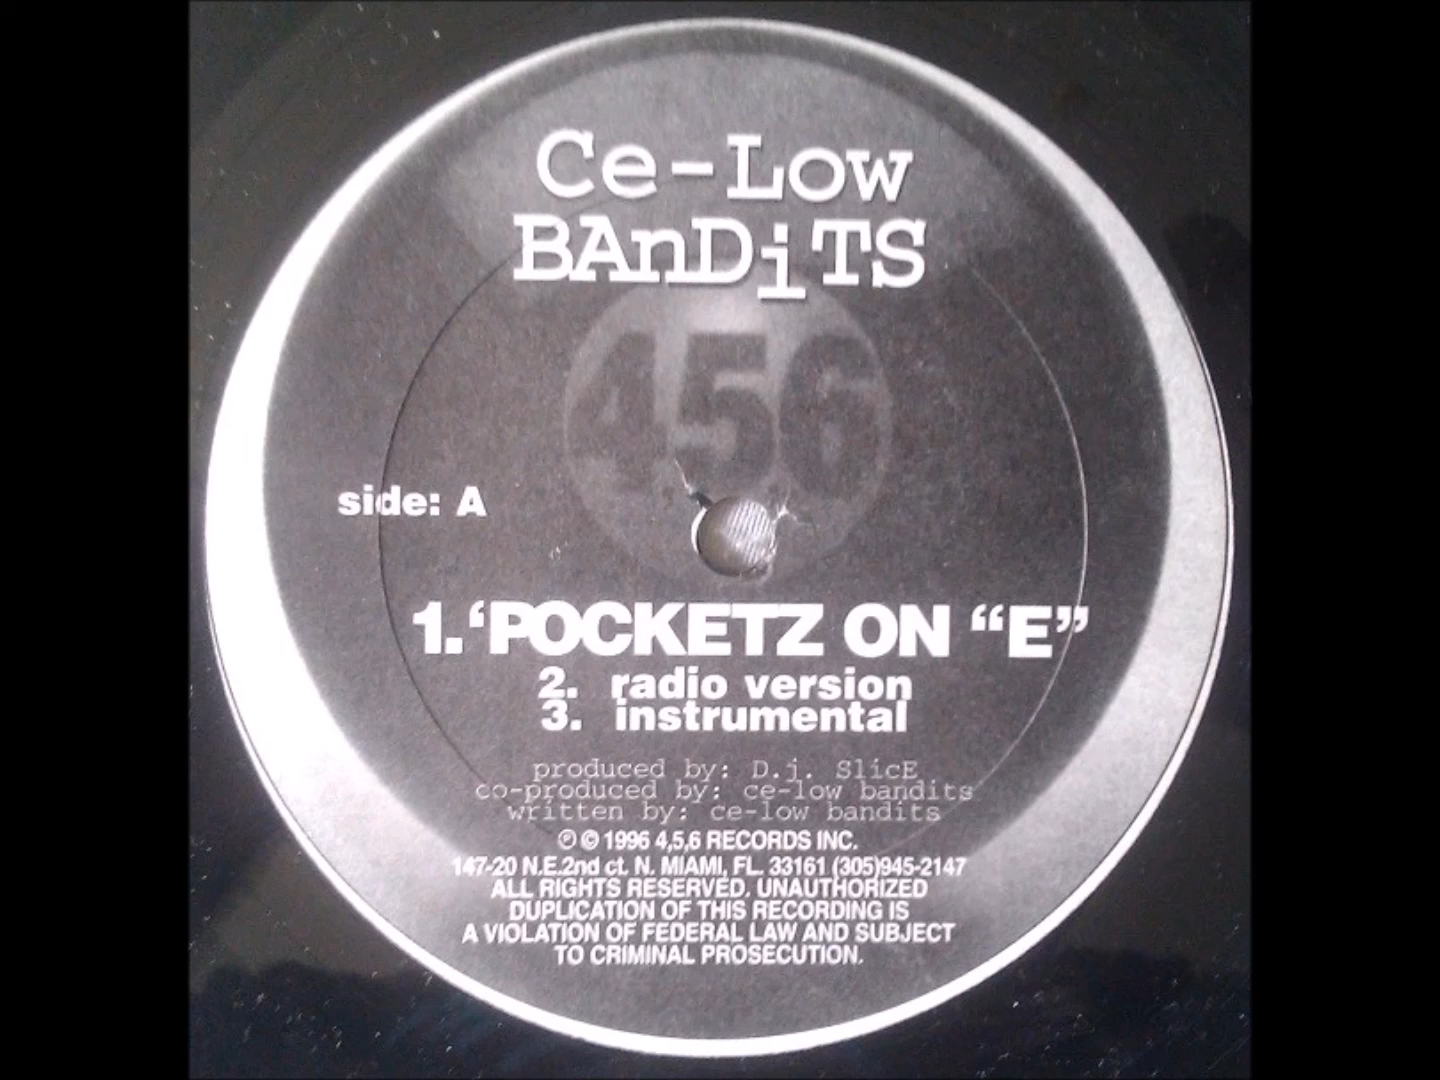 Ce-Low
BAnDiTS
456
side: A
1.‘POCKETZ ON “E”
2. radio version
3. instrumental
produced by: D.j. SlicE
co-produced by: ce-low bandits
written by: ce-low bandits
℗ © 1996 4,5,6 RECORDS INC.
147-20 N.E.2nd ct. N. MIAMI, FL. 33161 (305)945-2147
ALL RIGHTS RESERVED. UNAUTHORIZED
DUPLICATION OF THIS RECORDING IS
A VIOLATION OF FEDERAL LAW AND SUBJECT
TO CRIMINAL PROSECUTION.